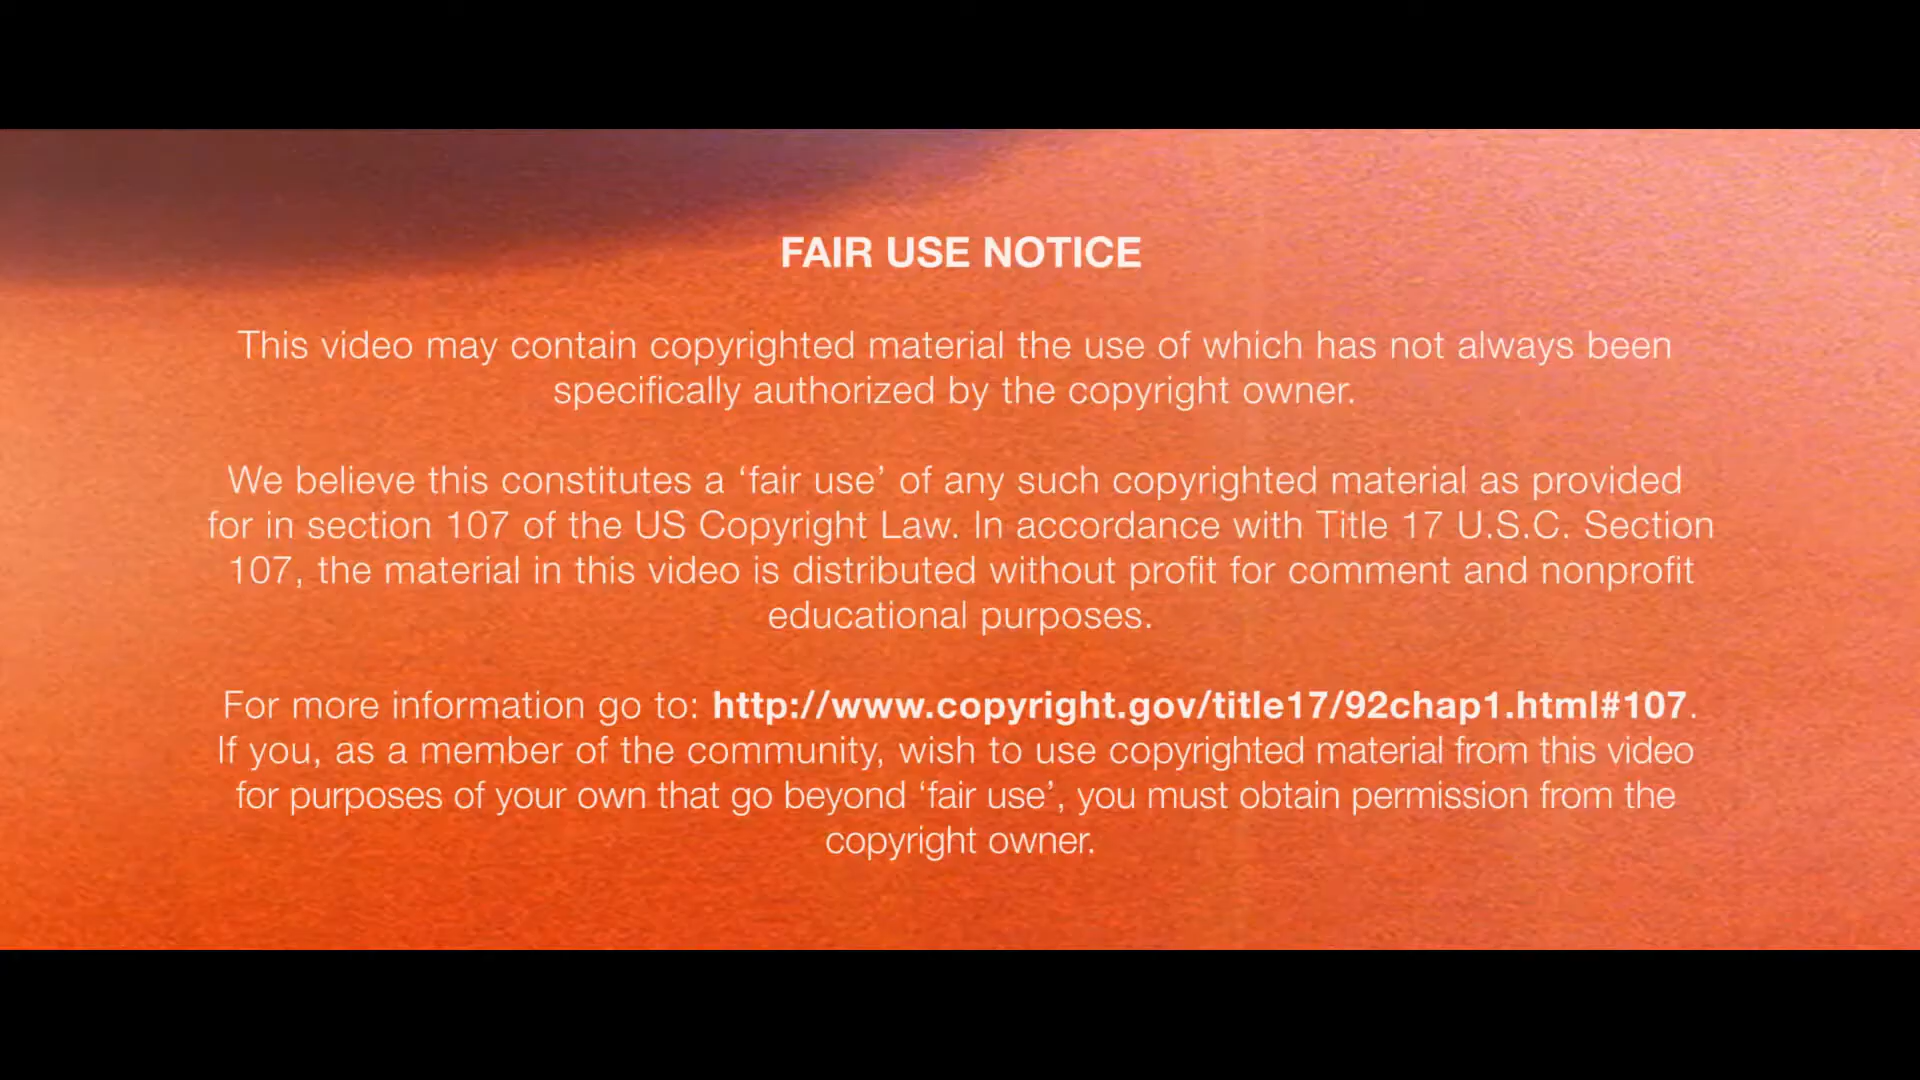 FAIR USE NOTICE
This video may contain copyrighted material the use of which has not always been
specifically authorized by the copyright owner.
We believe this constitutes a ‘fair use’ of any such copyrighted material as provided
for in section 107 of the US Copyright Law. In accordance with Title 17 U.S.C. Section
107, the material in this video is distributed without profit for comment and nonprofit
educational purposes.
For more information go to: http://www.copyright.gov/title17/92chap1.html#107.
If you, as a member of the community, wish to use copyrighted material from this video
for purposes of your own that go beyond ‘fair use’, you must obtain permission from the
copyright owner.